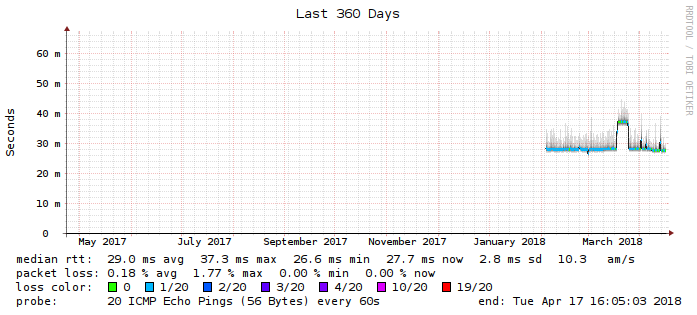 Last 360 Days
RRDTOOL / TOBI OETIKER
Seconds
60 m
50 m
40 m
30 m
20 m
10 m
0
May 2017 July 2017 September 2017 November 2017 January 2018 March 2018
median rtt: 29.0 ms avg 37.3 ms max 26.6 ms min 27.7 ms now 2.8 ms sd 10.3 am/s
packet loss: 0.18 % avg 1.77 % max 0.00 % min 0.00 % now
loss color: 0 1/20 2/20 3/20 4/20 10/20 19/20
probe: 20 ICMP Echo Pings (56 Bytes) every 60s end: Tue Apr 17 16:05:03 2018